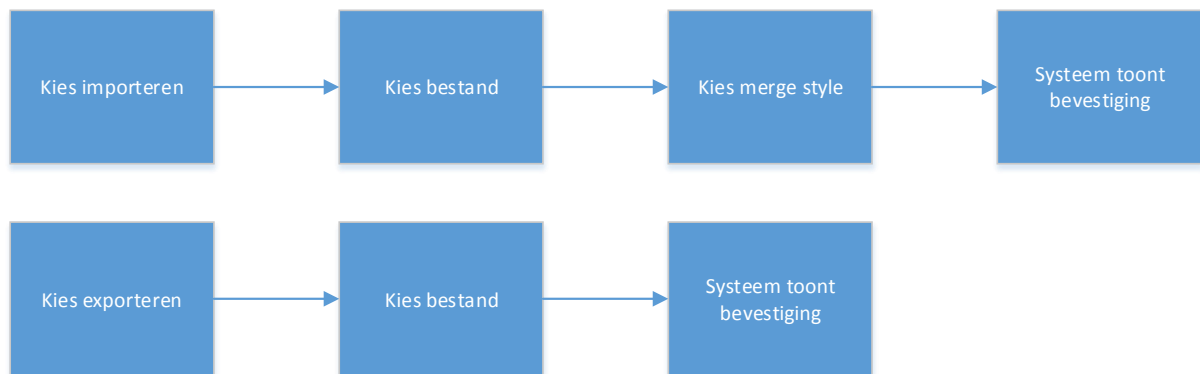 Kies importeren
Kies bestand
Kies merge style
Systeem toont
bevestiging
Kies exporteren
Kies bestand
Systeem toont
bevestiging